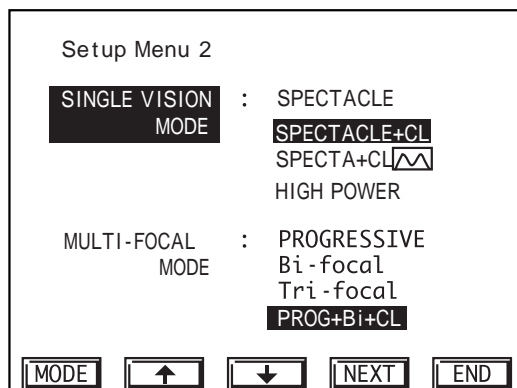 Setup Menu 2
SINGLE VISION : SPECTACLE
MODE SPECTACLE+CL
SPECTA+CL
HIGH POWER
MULTI-FOCAL : PROGRESSIVE
MODE Bi-focal
Tri-focal
PROG+Bi+CL
MODE ↑ ↓ NEXT END